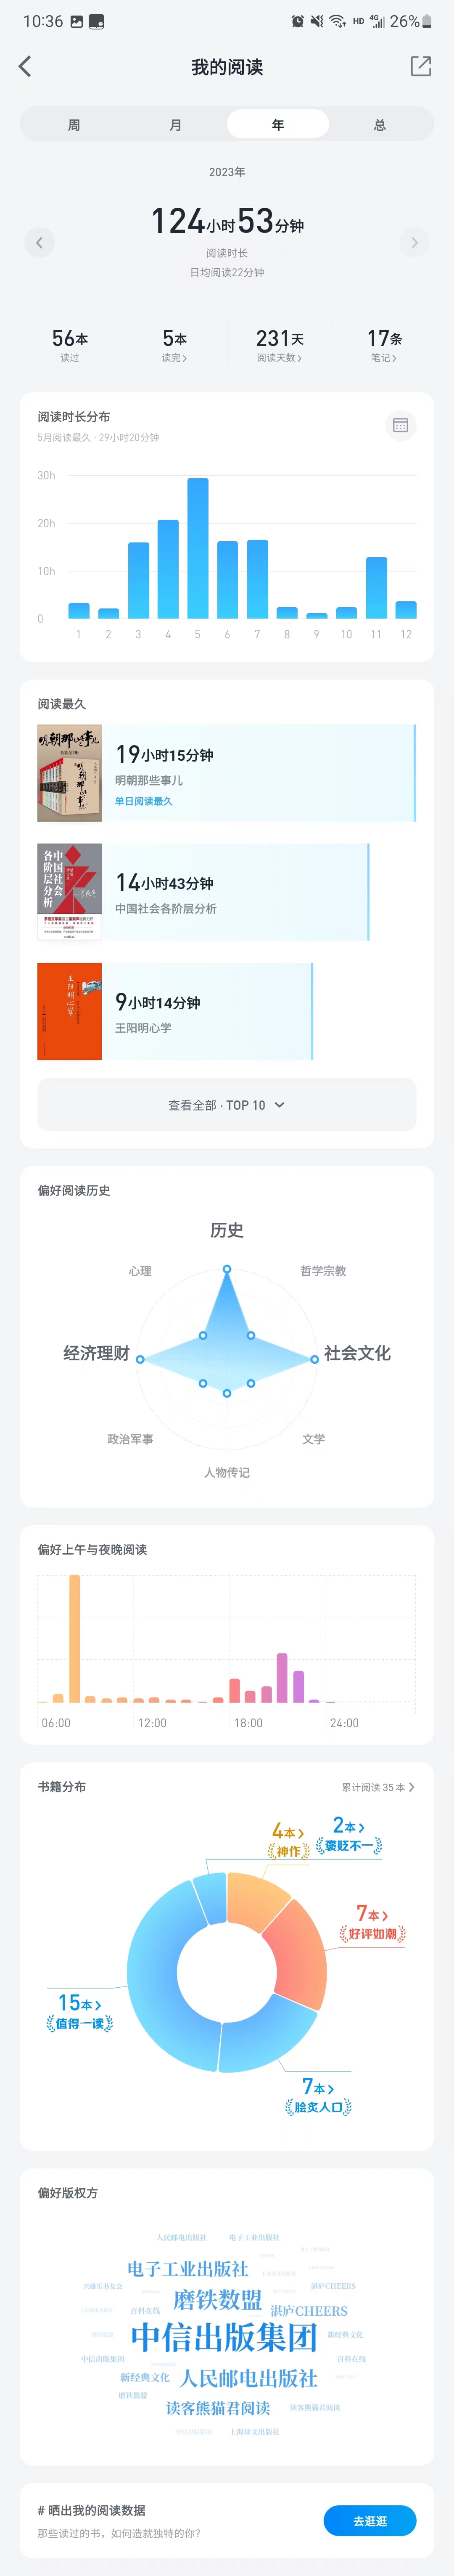 10:36
HD 4G 26%
我的阅读
周 月 年 总
2023年
124小时53分钟
阅读时长
日均阅读22分钟
56本 5本 231天 17条
读过 读完 阅读天数 笔记
阅读时长分布
5月阅读最久 · 29小时20分钟
30h
20h
10h
0
1 2 3 4 5 6 7 8 9 10 11 12
阅读最久
明朝那些事儿
19小时15分钟
明朝那些事儿
单日阅读最久
中国社会各阶层分析
14小时43分钟
中国社会各阶层分析
王阳明心学
9小时14分钟
王阳明心学
查看全部 · TOP 10
偏好阅读历史
历史
心理 哲学宗教
经济理财 社会文化
政治军事 文学
人物传记
偏好上午与夜晚阅读
06:00 12:00 18:00 24:00
书籍分布 累计阅读 35 本
2本
褒贬不一
4本
神作
7本
好评如潮
15本
值得一读
7本
脍炙人口
偏好版权方
人民邮电出版社 电子工业出版社
电子工业出版社
兴盛乐书友会 磨铁数盟 湛庐CHEERS
百科在线 湛庐CHEERS
中信出版集团 新经典文化
中信出版集团 百科在线
新经典文化 人民邮电出版社
磨铁数盟
读客熊猫君阅读 读客熊猫君阅读
上海译文出版社
# 晒出我的阅读数据
那些读过的书，如何造就独特的你？
去逛逛